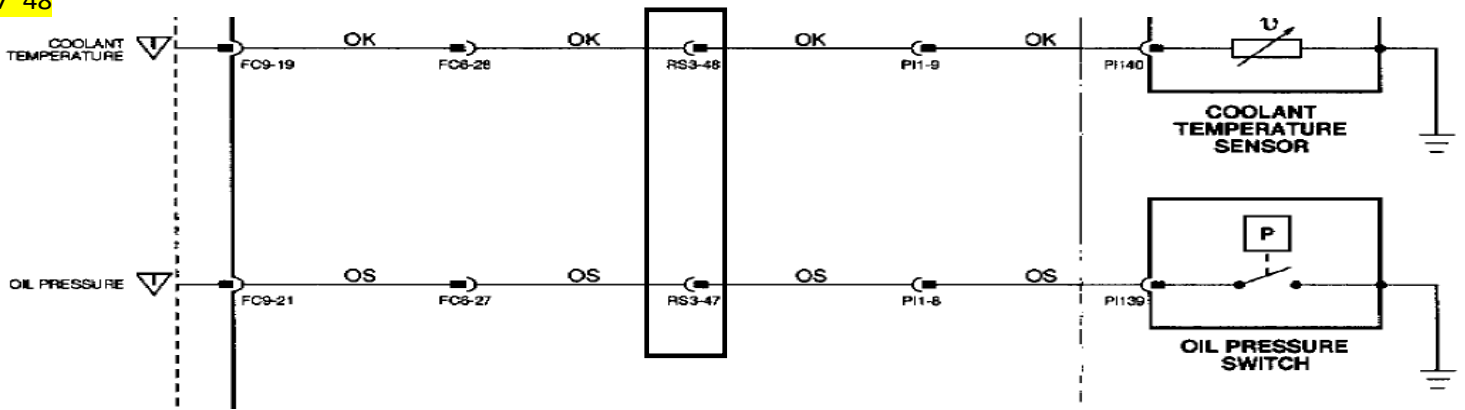 48
COOLANT
TEMPERATURE
I
FC9-19
OK
FC6-28
OK
RS3-48
OK
PI1-9
OK
PI140
COOLANT
TEMPERATURE
SENSOR
OIL PRESSURE
I
FC9-21
OS
FC6-27
OS
RS3-47
OS
PI1-8
OS
PI139
P
OIL PRESSURE
SWITCH